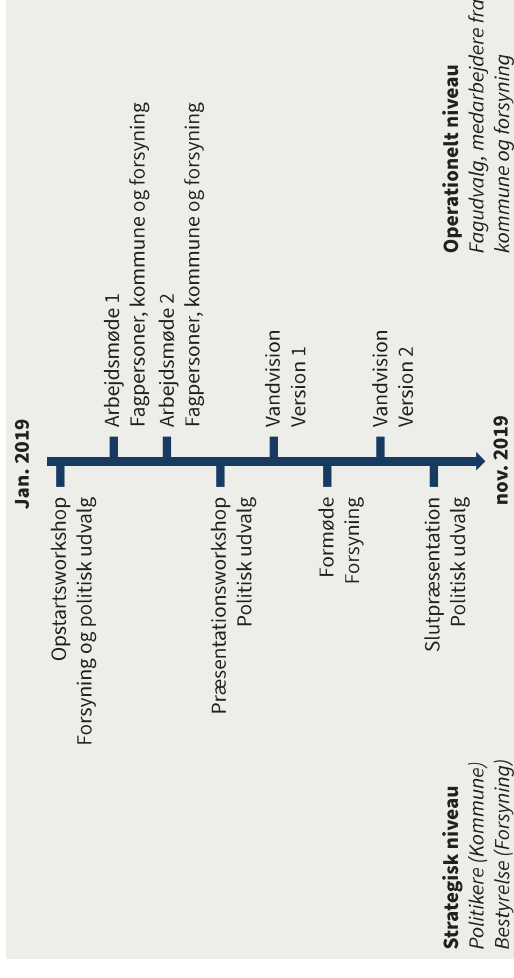 Jan. 2019
Opstartsworkshop
Forsyning og politisk udvalg
Arbejdsmøde 1
Fagpersoner, kommune og forsyning
Arbejdsmøde 2
Fagpersoner, kommune og forsyning
Præsentationsworkshop
Politisk udvalg
Vandvision
Version 1
Formøde
Forsyning
Vandvision
Version 2
Slutpræsentation
Politisk udvalg
nov. 2019
Strategisk niveau
Politikere (Kommune)
Bestyrelse (Forsyning)
Operationelt niveau
Fagudvalg, medarbejdere fra
kommune og forsyning